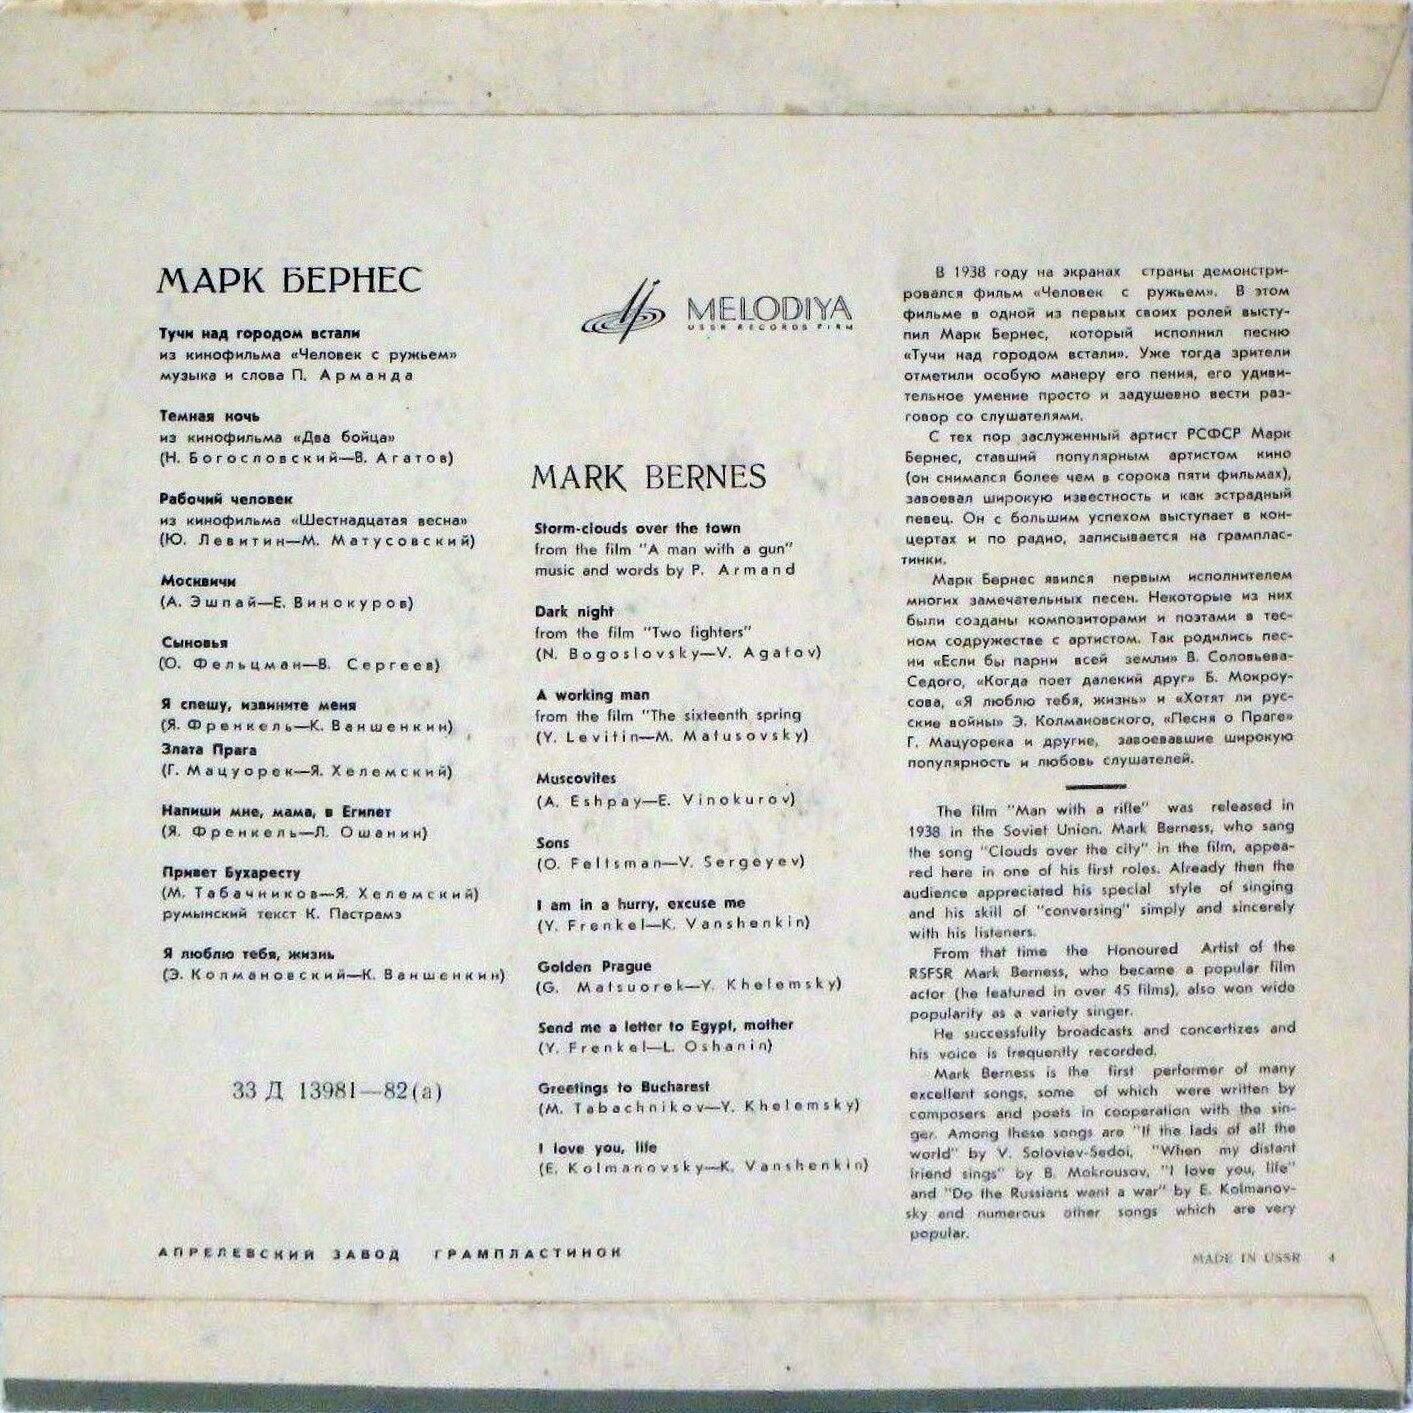 МАРК БЕРНЕС
Тучи над городом встали
из кинофильма «Человек с ружьем»
музыка и слова П. Арманда
Темная ночь
из кинофильма «Два бойца»
(Н. Богословский—В. Агатов)
Рабочий человек
из кинофильма «Шестнадцатая весна»
(Ю. Левитин—М. Матусовский)
Москвичи
(А. Эшпай—Е. Винокуров)
Сыновья
(О. Фельцман—В. Сергеев)
Я спешу, извините меня
(Я. Френкель—К. Ваншенкин)
Злата Прага
(Г. Мацуорек—Я. Хелемский)
Напиши мне, мама, в Египет
(Я. Френкель—Л. Ошанин)
Привет Бухаресту
(М. Табачников—Я. Хелемский)
румынский текст К. Пастрамэ
Я люблю тебя, жизнь
(Э. Колмановский—К. Ваншенкин)
33 Д 13981—82(а)
АПРЕЛЕВСКИЙ ЗАВОД ГРАМПЛАСТИНОК
MELODIYA
USSR RECORDS FIRM
MARK BERNES
Storm-clouds over the town
from the film "A man with a gun"
music and words by P. Armand
Dark night
from the film "Two fighters"
(N. Bogoslovsky—V. Agatov)
A working man
from the film "The sixteenth spring
(Y. Levitin—M. Matusovsky)
Muscovites
(A. Eshpay—E. Vinokurov)
Sons
(O. Feltsman—V. Sergeyev)
I am in a hurry, excuse me
(Y. Frenkel—K. Vanshenkin)
Golden Prague
(G. Matsuorek—Y. Khelemsky)
Send me a letter to Egypt, mother
(Y. Frenkel—L. Oshanin)
Greetings to Bucharest
(M. Tabachnikov—Y. Khelemsky)
I love you, life
(E. Kolmanovsky—K. Vanshenkin)
В 1938 году на экранах страны демонстри-
ровался фильм «Человек с ружьем». В этом
фильме в одной из первых своих ролей высту-
пил Марк Бернес, который исполнил песню
«Тучи над городом встали». Уже тогда зрители
отметили особую манеру его пения, его удиви-
тельное умение просто и задушевно вести раз-
говор со слушателями.
С тех пор заслуженный артист РСФСР Марк
Бернес, ставший популярным артистом кино
(он снимался более чем в сорока пяти фильмах),
завоевал широкую известность и как эстрадный
певец. Он с большим успехом выступает в кон-
цертах и по радио, записывается на грамплас-
тинки.
Марк Бернес явился первым исполнителем
многих замечательных песен. Некоторые из них
были созданы композиторами и поэтами в тес-
ном содружестве с артистом. Так родились пес-
ни «Если бы парни всей земли» В. Соловьева-
Седого, «Когда поет далекий друг» Б. Мокроу-
сова, «Я люблю тебя, жизнь» и «Хотят ли рус-
ские войны» Э. Колмановского, «Песня о Праге»
Г. Мацуорека и другие, завоевавшие широкую
популярность и любовь слушателей.
The film "Man with a rifle" was released in
1938 in the Soviet Union. Mark Berness, who sang
the song "Clouds over the city" in the film, appea-
red here in one of his first roles. Already then the
audience appreciated his special style of singing
and his skill of "conversing" simply and sincerely
with his listeners.
From that time the Honoured Artist of the
RSFSR Mark Berness, who became a popular film
actor (he featured in over 45 films), also won wide
popularity as a variety singer.
He successfully broadcasts and concertizes and
his voice is frequently recorded.
Mark Berness is the first performer of many
excellent songs, some of which were written by
composers and poets in cooperation with the sin-
ger. Among these songs are "If the lads of all the
world" by V. Soloviev-Sedoi, "When my distant
friend sings" by B. Mokrousov, "I love you, life"
and "Do the Russians want a war" by E. Kolmanov-
sky and numerous other songs which are very
popular.
MADE IN USSR 4